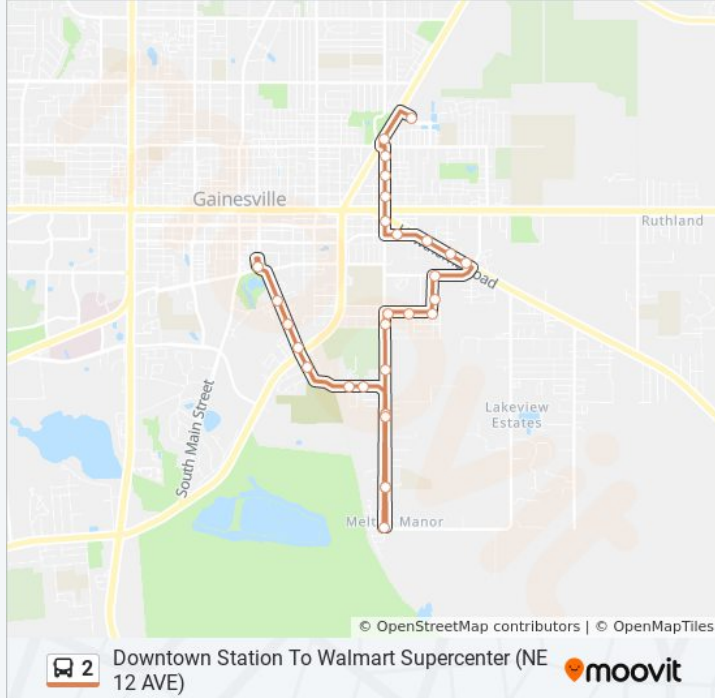 Gainesville
Ruthland
South Main Street
Lakeview
Estates
Manor
© OpenStreetMap contributors | © OpenMapTiles
2
Downtown Station To Walmart Supercenter (NE
12 AVE)
moovit